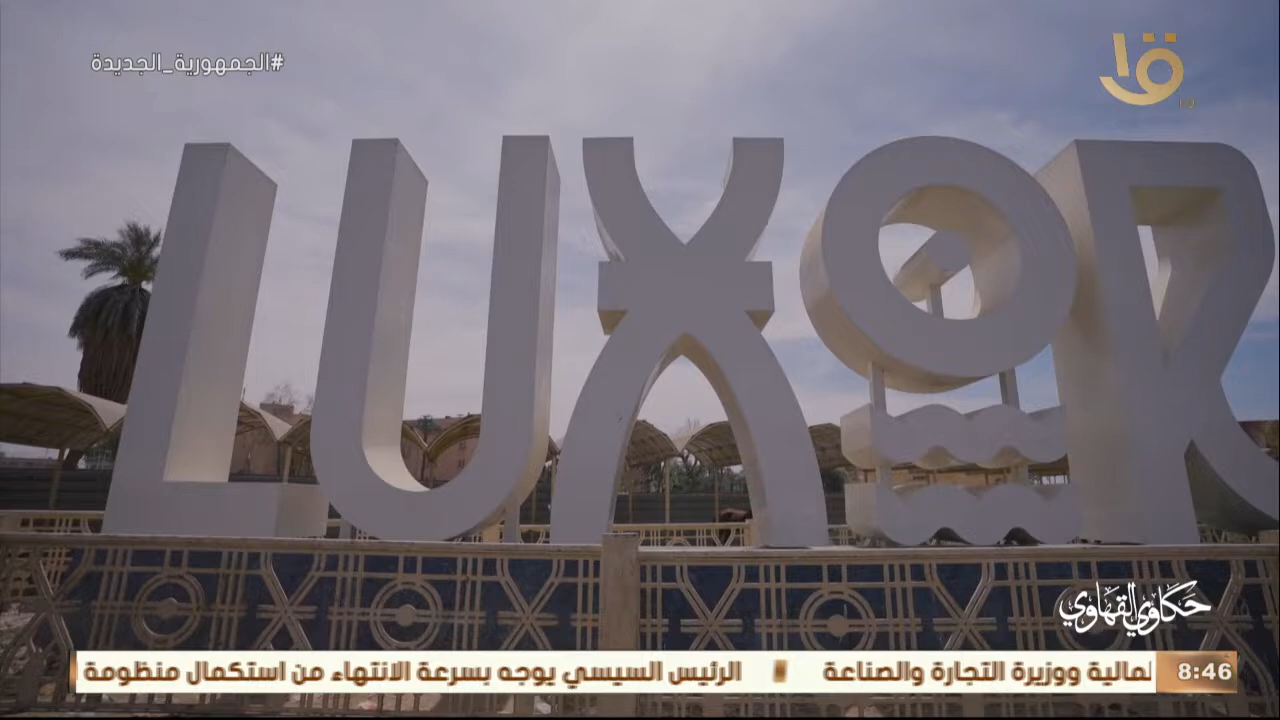 #الجمهورية_الجديدة
LUXOR
حكاوي القهاوي
8:46
لمالية ووزيرة التجارة والصناعة ▪ الرئيس السيسي يوجه بسرعة الانتهاء من استكمال منظومة